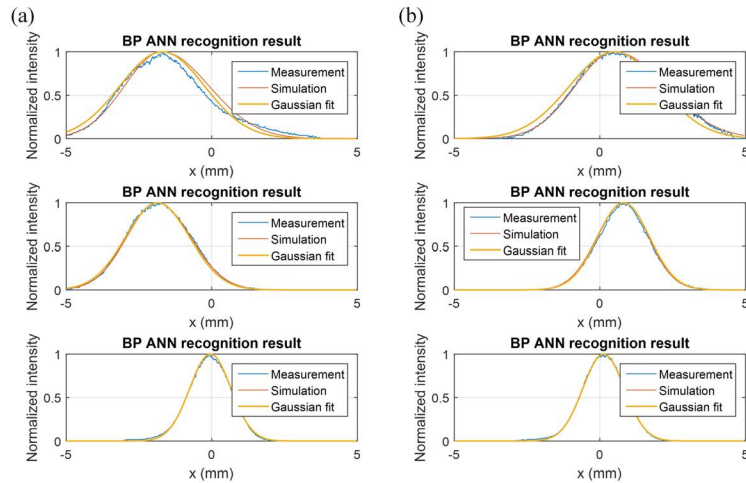 (a)
BP ANN recognition result
Normalized intensity
1
0.5
0
Measurement
Simulation
Gaussian fit
-5 0 5
x (mm)
BP ANN recognition result
Normalized intensity
1
0.5
0
Measurement
Simulation
Gaussian fit
-5 0 5
x (mm)
BP ANN recognition result
Normalized intensity
1
0.5
0
Measurement
Simulation
Gaussian fit
-5 0 5
x (mm)
(b)
BP ANN recognition result
Normalized intensity
1
0.5
0
Measurement
Simulation
Gaussian fit
-5 0 5
x (mm)
BP ANN recognition result
Normalized intensity
1
0.5
0
Measurement
Simulation
Gaussian fit
-5 0 5
x (mm)
BP ANN recognition result
Normalized intensity
1
0.5
0
Measurement
Simulation
Gaussian fit
-5 0 5
x (mm)